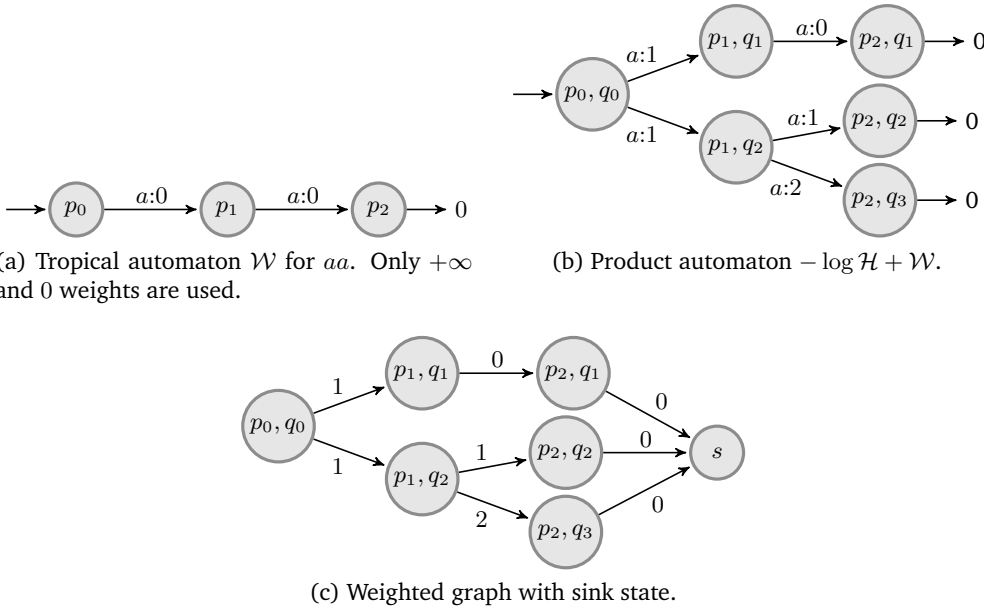 p₁, q₁ a:0 p₂, q₁ 0
a:1
p₀, q₀
a:1 a:1 p₂, q₂ 0
p₁, q₂
a:2
p₂, q₃ 0
p₀ a:0 p₁ a:0 p₂ 0
(a) Tropical automaton 𝒲 for aa. Only +∞
and 0 weights are used.
(b) Product automaton − log ℋ + 𝒲.
p₁, q₁ 0 p₂, q₁
1 0
p₀, q₀
1 1 p₂, q₂ 0 s
p₁, q₂
2 0
p₂, q₃
(c) Weighted graph with sink state.